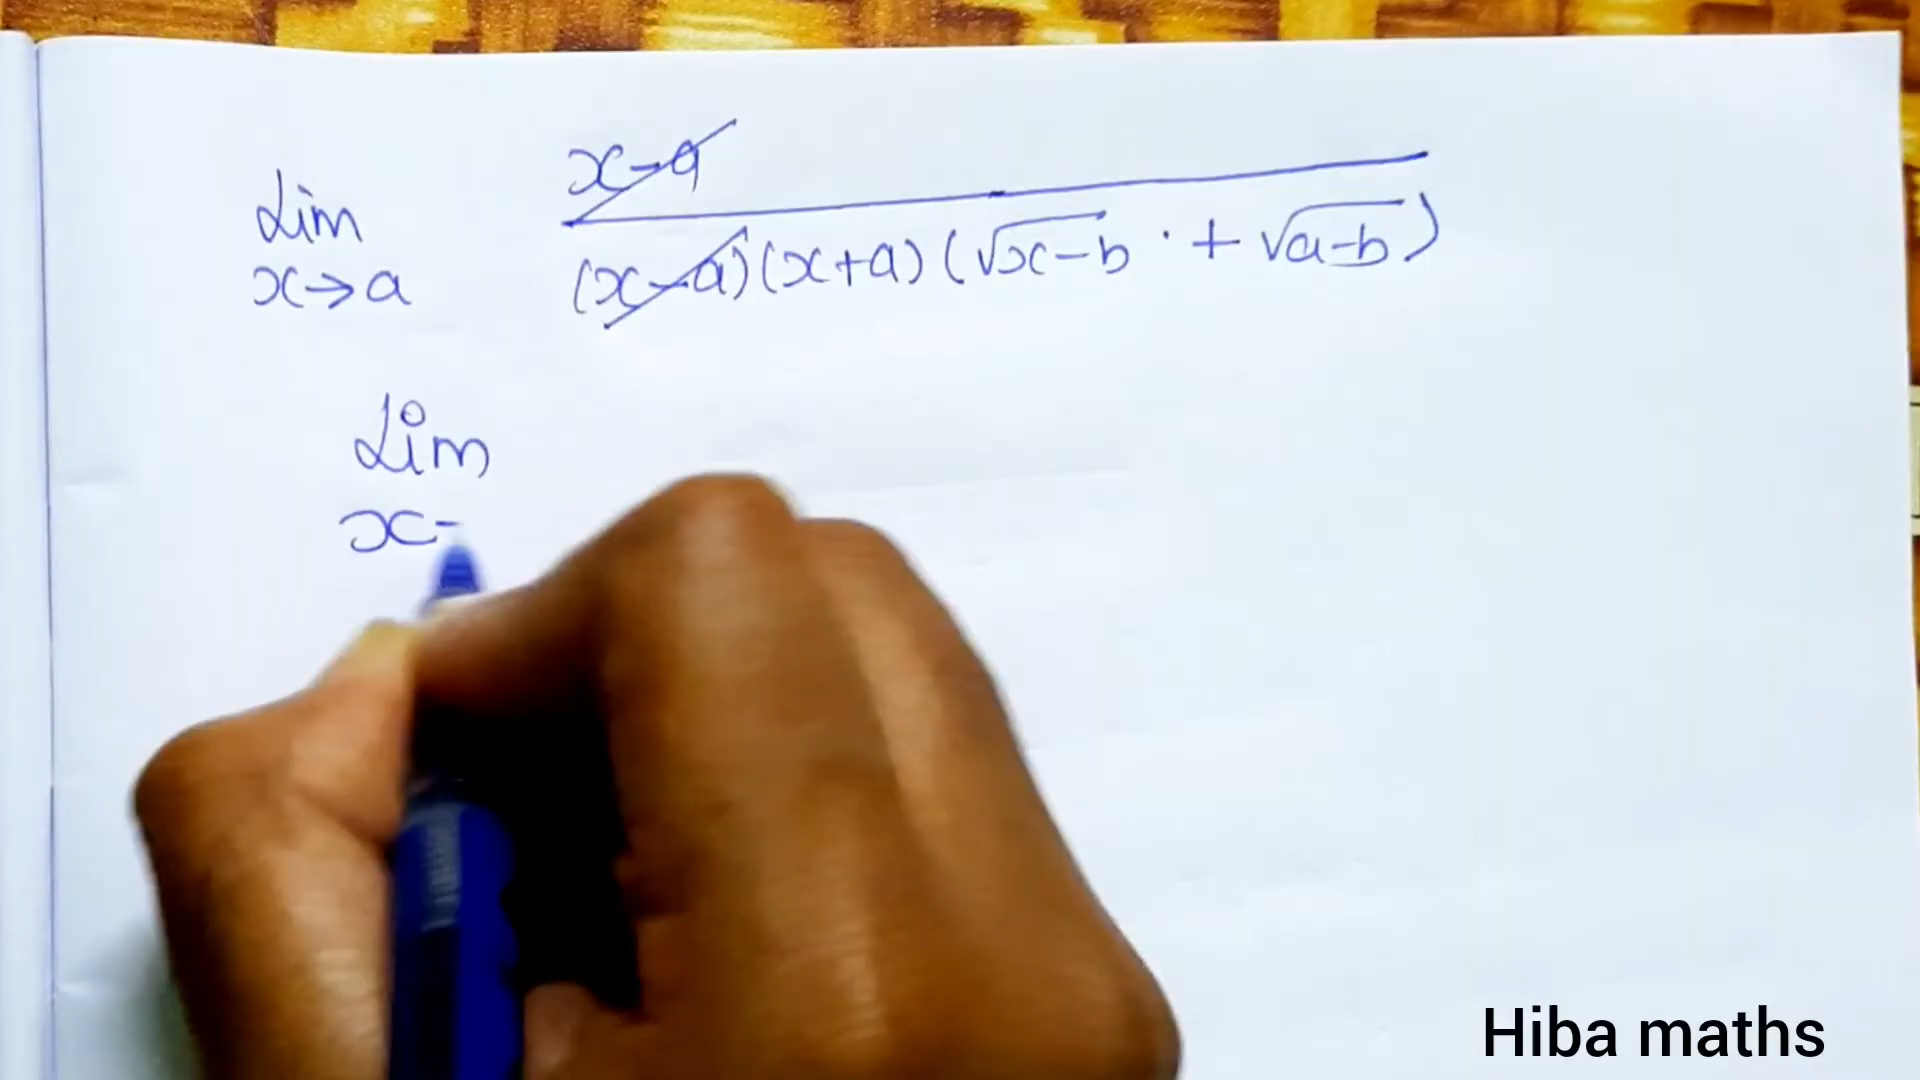 Lim x-a
x→a (x-a)(x+a)(√x-b + √a-b)
Lim
x-
Hiba maths